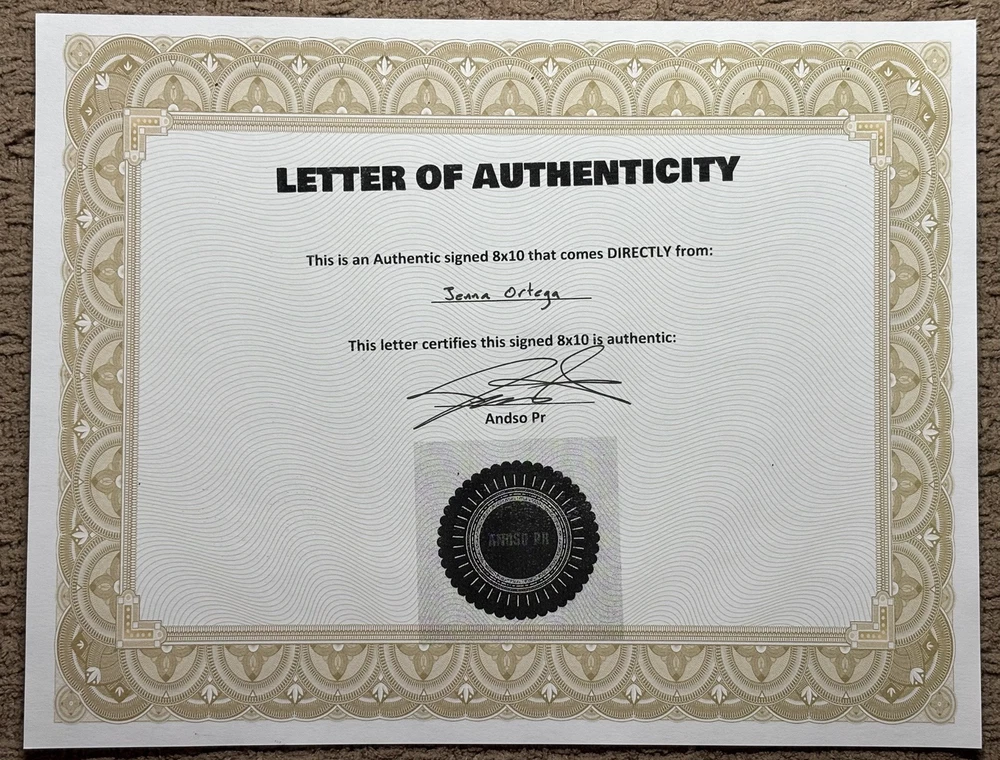 LETTER OF AUTHENTICITY
This is an Authentic signed 8x10 that comes DIRECTLY from:
Jenna Ortega
This letter certifies this signed 8x10 is authentic:
Andso Pr
ANDSO PR